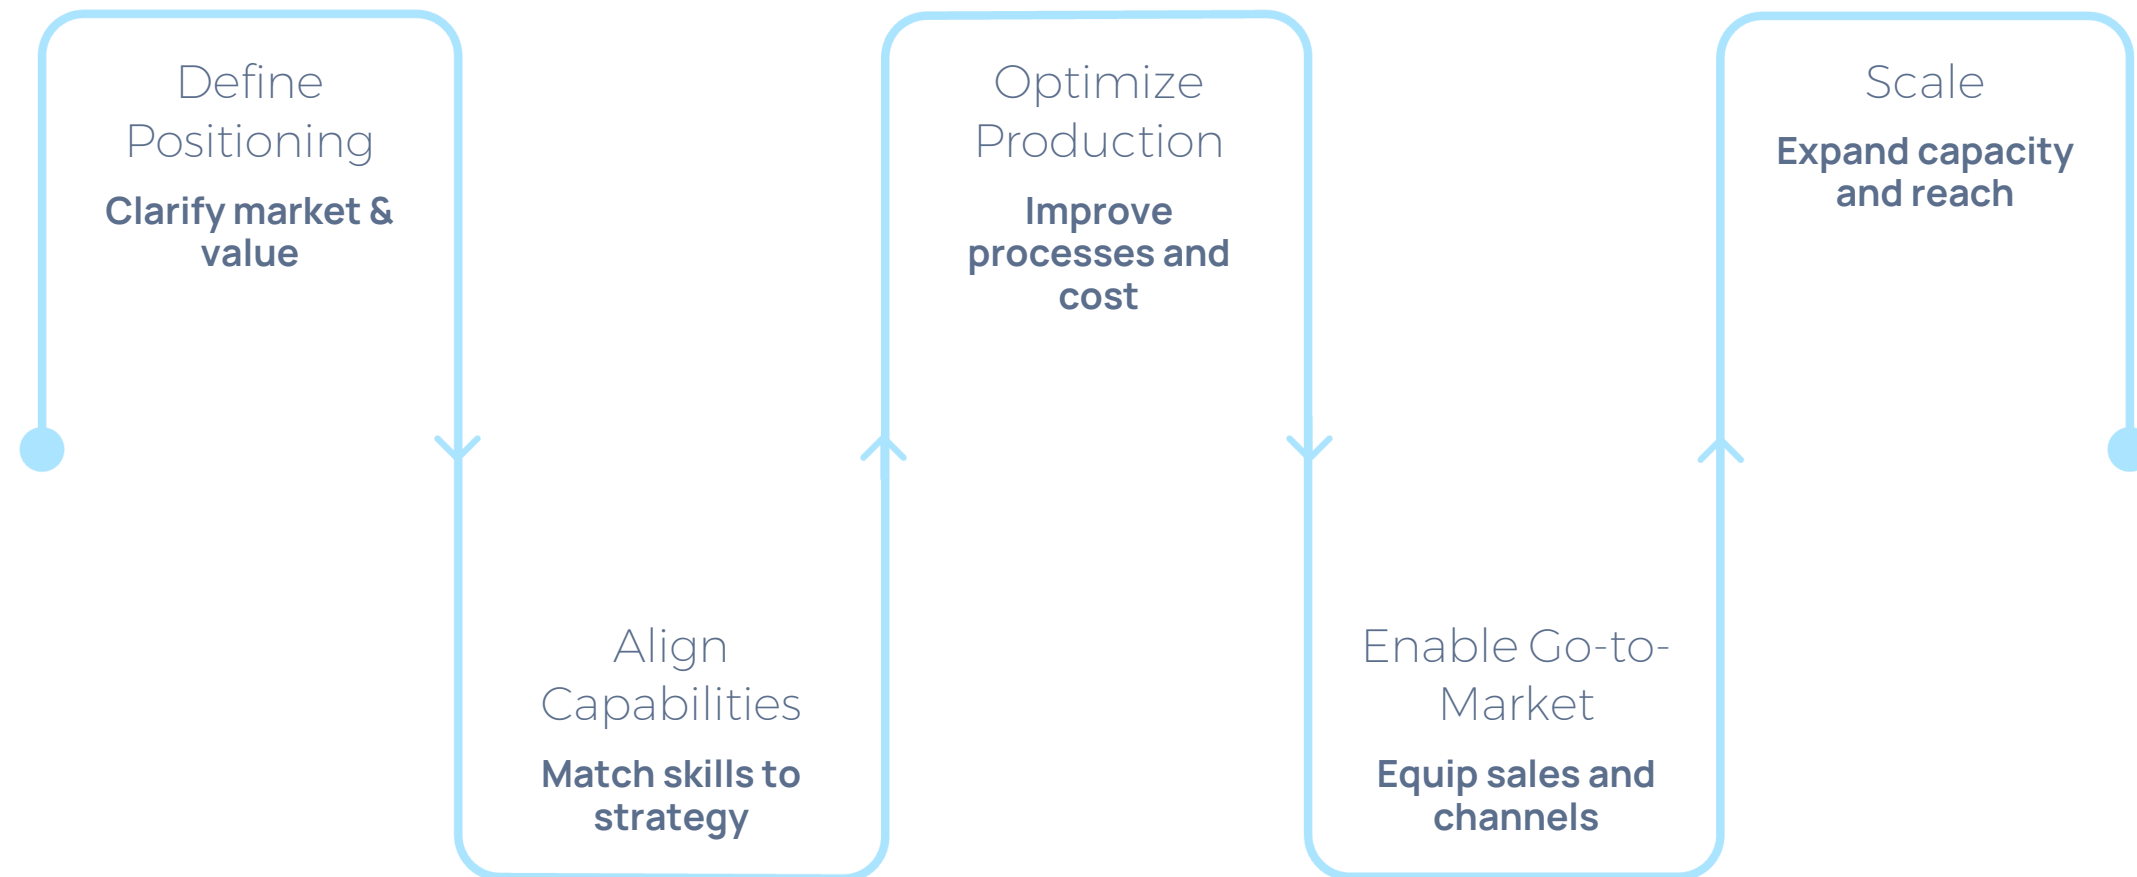 Define
Positioning
Clarify market &
value
Align
Capabilities
Match skills to
strategy
Optimize
Production
Improve
processes and
cost
Enable Go-to-
Market
Equip sales and
channels
Scale
Expand capacity
and reach